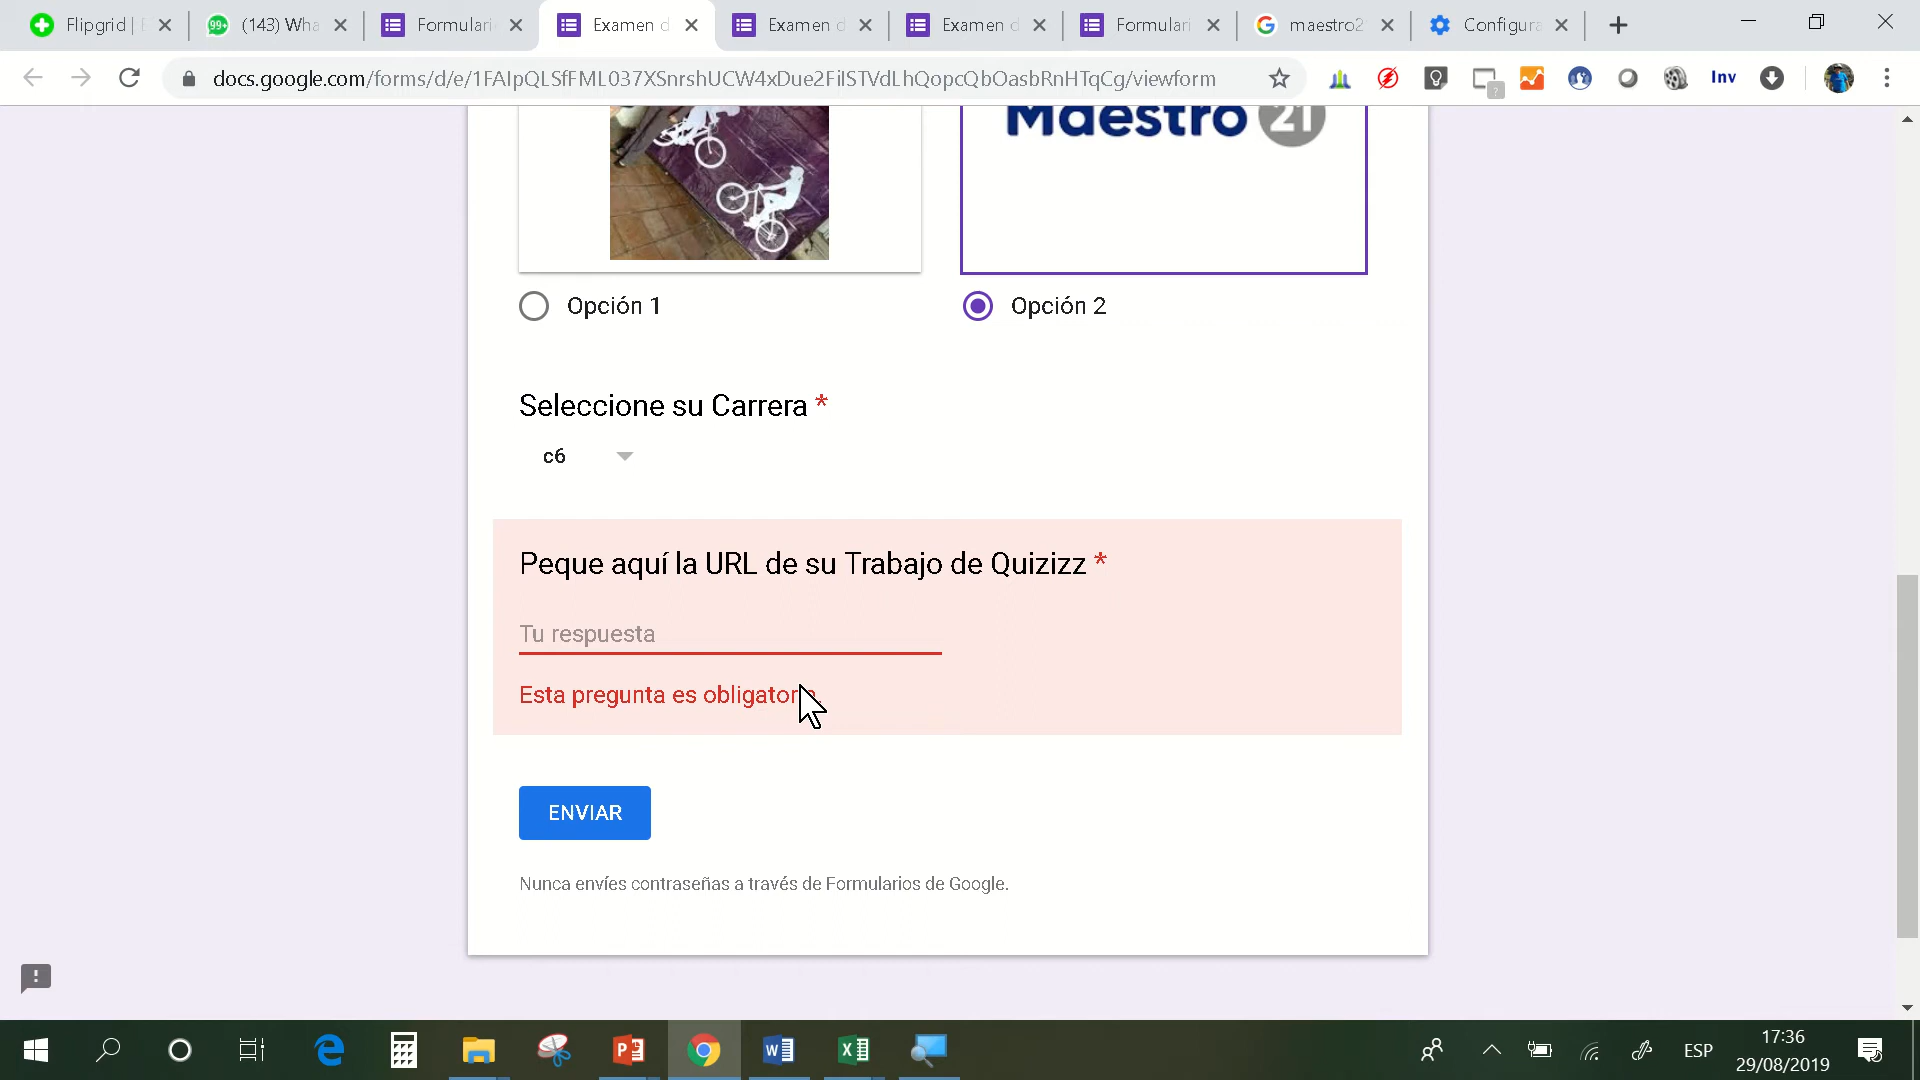 Flipgrid | E
(143) Wha
Formulari
Examen d
Examen d
Examen d
Formulari
maestro2
Configura
docs.google.com/forms/d/e/1FAIpQLSfFML037XSnrshUCW4xDue2FilSTVdLhQopcQbOasbRnHTqCg/viewform
Inv
Maestro 21
Opción 1
Opción 2
Seleccione su Carrera *
c6
Peque aquí la URL de su Trabajo de Quizizz *
Tu respuesta
Esta pregunta es obligatoria.
ENVIAR
Nunca envíes contraseñas a través de Formularios de Google.
ESP
17:36
29/08/2019